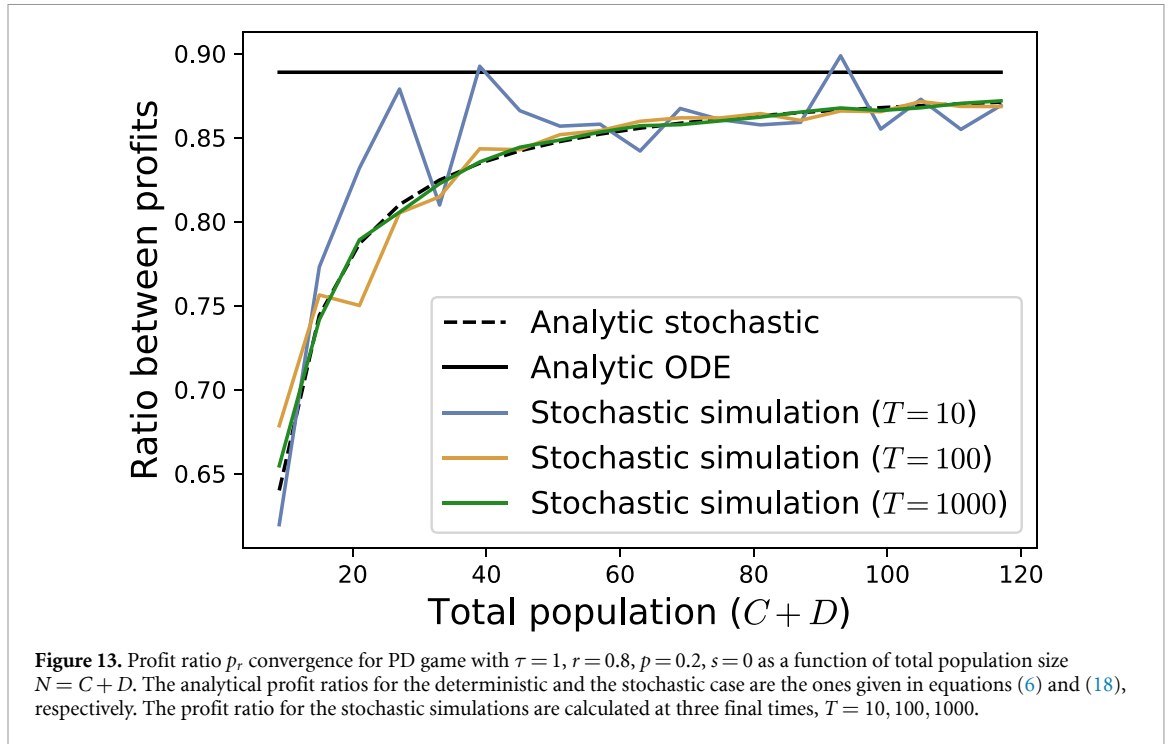 0.90
0.85
0.80
0.75
0.70
0.65
Ratio between profits
Analytic stochastic
Analytic ODE
Stochastic simulation (T = 10)
Stochastic simulation (T = 100)
Stochastic simulation (T = 1000)
20 40 60 80 100 120
Total population (C + D)
Figure 13. Profit ratio pᵣ convergence for PD game with τ = 1, r = 0.8, p = 0.2, s = 0 as a function of total population size
N = C + D. The analytical profit ratios for the deterministic and the stochastic case are the ones given in equations (6) and (18),
respectively. The profit ratio for the stochastic simulations are calculated at three final times, T = 10, 100, 1000.